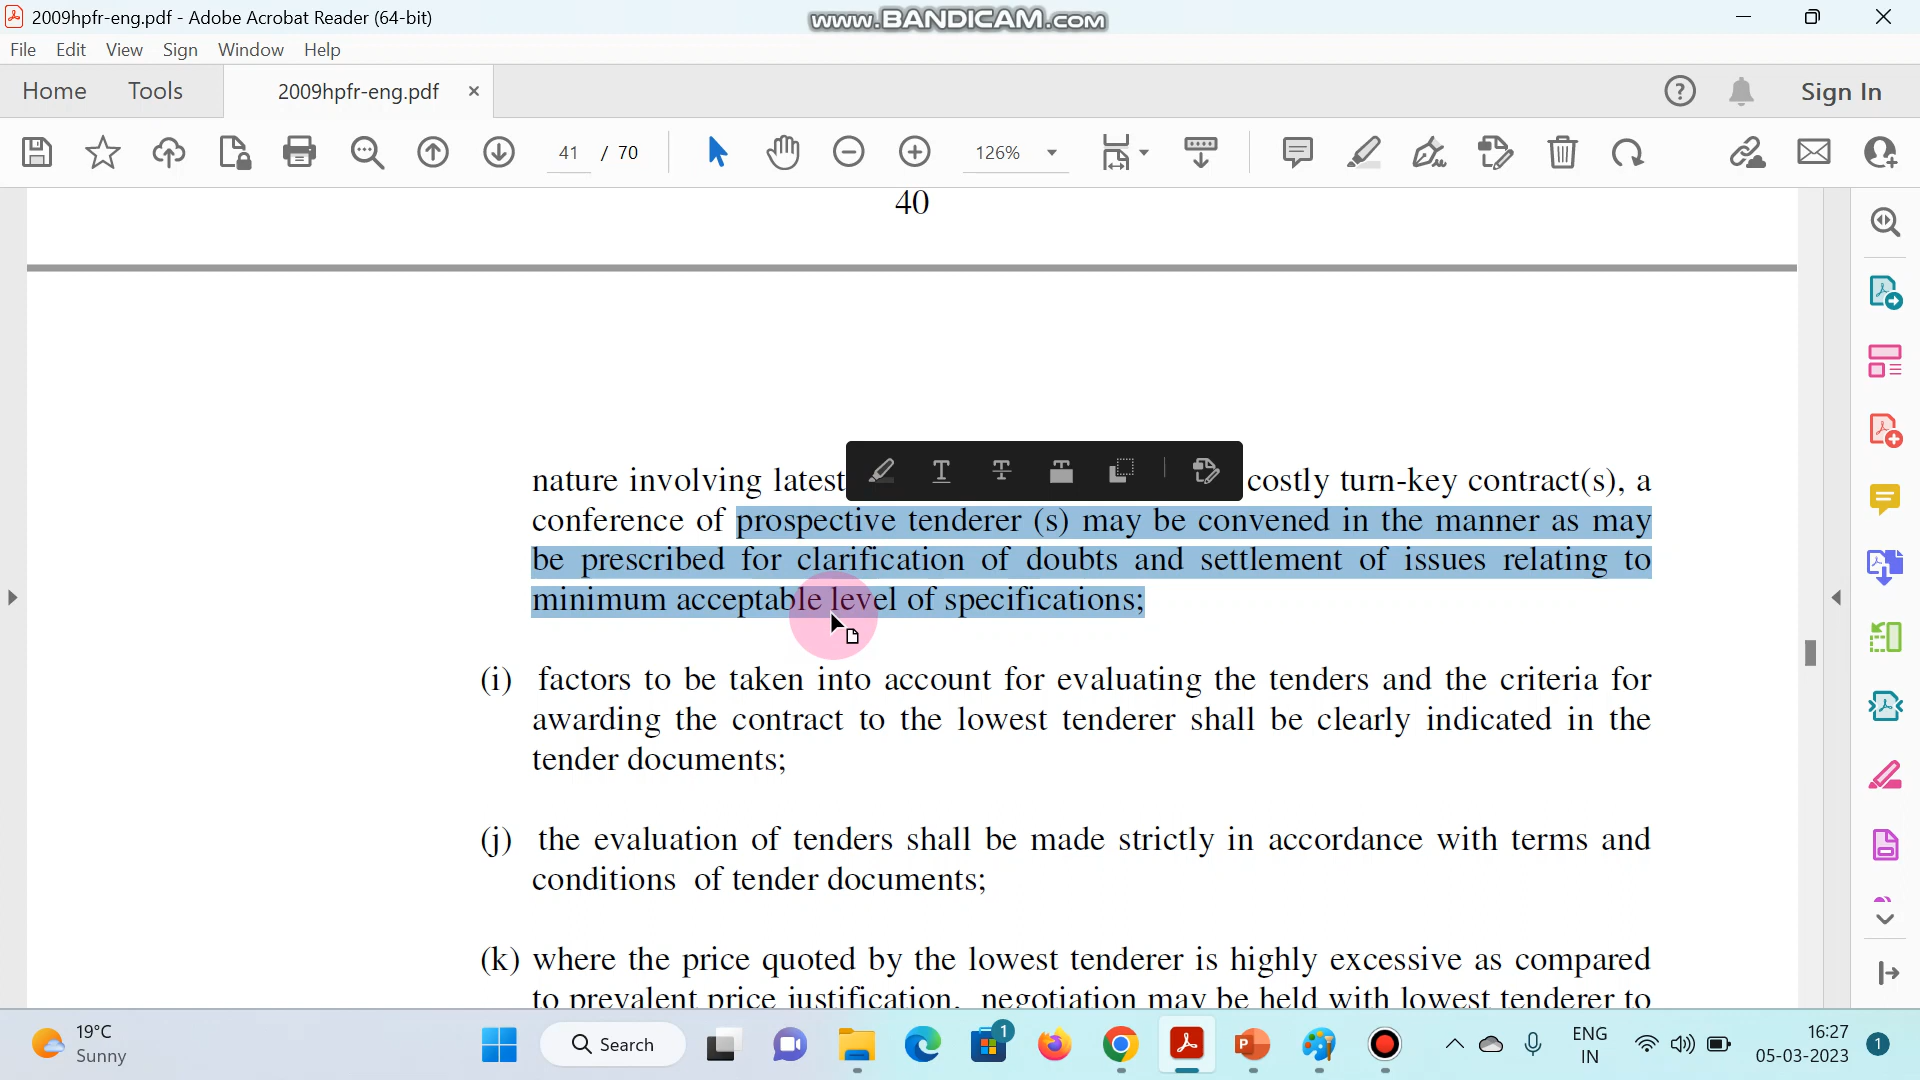 2009hpfr-eng.pdf - Adobe Acrobat Reader (64-bit)
www.BANDICAM.com
File Edit View Sign Window Help
Home Tools 2009hpfr-eng.pdf Sign In
41 / 70 126%
40
nature involving latest costly turn-key contract(s), a
conference of prospective tenderer (s) may be convened in the manner as may
be prescribed for clarification of doubts and settlement of issues relating to
minimum acceptable level of specifications;
(i) factors to be taken into account for evaluating the tenders and the criteria for
awarding the contract to the lowest tenderer shall be clearly indicated in the
tender documents;
(j) the evaluation of tenders shall be made strictly in accordance with terms and
conditions of tender documents;
(k) where the price quoted by the lowest tenderer is highly excessive as compared
to prevalent price justification, negotiation may be held with lowest tenderer to
19°C
Sunny
Search
1
ENG
IN
16:27
05-03-2023
1